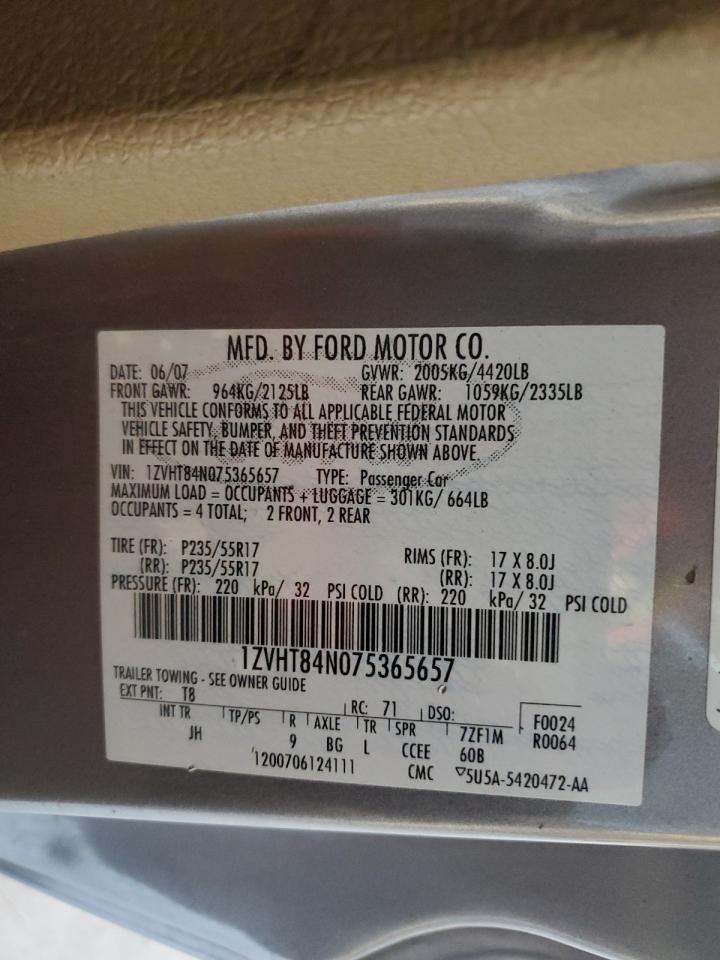 MFD. BY FORD MOTOR CO.
DATE: 06/07 GVWR: 2005KG/4420LB
FRONT GAWR: 964KG/2125LB REAR GAWR: 1059KG/2335LB
THIS VEHICLE CONFORMS TO ALL APPLICABLE FEDERAL MOTOR
VEHICLE SAFETY, BUMPER, AND THEFT PREVENTION STANDARDS
IN EFFECT ON THE DATE OF MANUFACTURE SHOWN ABOVE.
VIN: 1ZVHT84N075365657 TYPE: Passenger Car
MAXIMUM LOAD = OCCUPANTS + LUGGAGE = 301KG/ 664LB
OCCUPANTS = 4 TOTAL; 2 FRONT, 2 REAR
TIRE (FR): P235/55R17 RIMS (FR): 17 X 8.0J
(RR): P235/55R17 (RR): 17 X 8.0J
PRESSURE (FR): 220 kPa/ 32 PSI COLD (RR): 220 kPa/ 32 PSI COLD
1ZVHT84N075365657
TRAILER TOWING - SEE OWNER GUIDE
EXT PNT: T8 RC: 71 DSO: F0024
INT TR TP/PS R AXLE TR SPR 7ZF1M R0064
JH 9 BG L CCEE 60B
1200706124111 CMC 5U5A-5420472-AA